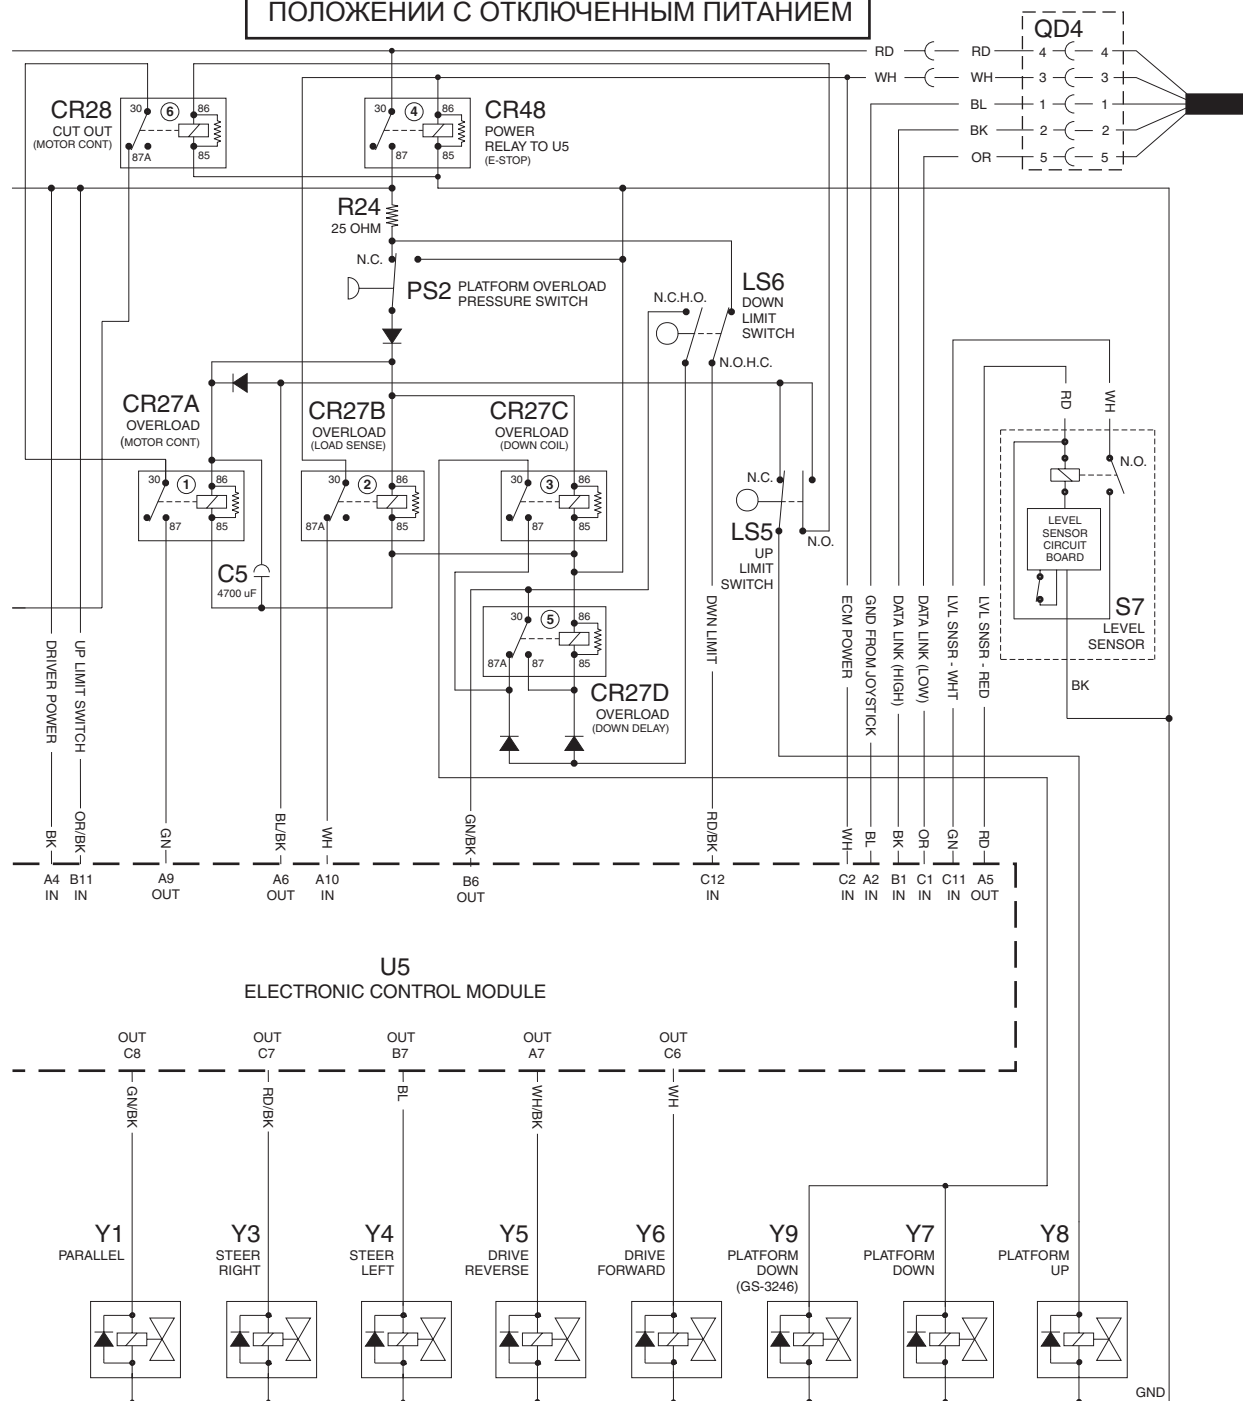 ПОЛОЖЕНИИ С ОТКЛЮЧЕННЫМ ПИТАНИЕМ
QD4
RD RD 4 4
WH WH 3 3
BL 1 1
BK 2 2
OR 5 5
CR28
CUT OUT
(MOTOR CONT)
30 6 86
87A 85
30 4 86
87 85
CR48
POWER
RELAY TO U5
(E-STOP)
R24
25 OHM
N.C.
PS2
PLATFORM OVERLOAD
PRESSURE SWITCH
N.C.H.O.
LS6
DOWN
LIMIT
SWITCH
N.O.H.C.
CR27A
OVERLOAD
(MOTOR CONT)
30 1 86
87 85
CR27B
OVERLOAD
(LOAD SENSE)
30 2 86
87A 85
CR27C
OVERLOAD
(DOWN COIL)
30 3 86
87 85
C5
4700 uF
N.C.
LS5
UP
LIMIT
SWITCH
N.O.
RD
WH
N.O.
LEVEL
SENSOR
CIRCUIT
BOARD
S7
LEVEL
SENSOR
BK
30 5 86
87A 87 85
CR27D
OVERLOAD
(DOWN DELAY)
DRIVER POWER
UP LIMIT SWITCH
DWN LIMIT
ECM POWER
GND FROM JOYSTICK
DATA LINK (HIGH)
DATA LINK (LOW)
LVL SNSR - WHT
LVL SNSR - RED
BK
OR/BK
GN
BL/BK
WH
GN/BK
RD/BK
WH
BL
BK
OR
GN
RD
A4
IN
B11
IN
A9
OUT
A6
OUT
A10
IN
B6
OUT
C12
IN
C2
IN
A2
IN
B1
IN
C1
IN
C11
IN
A5
OUT
U5
ELECTRONIC CONTROL MODULE
OUT
C8
OUT
C7
OUT
B7
OUT
A7
OUT
C6
GN/BK
RD/BK
BL
WH/BK
WH
Y1
PARALLEL
Y3
STEER
RIGHT
Y4
STEER
LEFT
Y5
DRIVE
REVERSE
Y6
DRIVE
FORWARD
Y9
PLATFORM
DOWN
(GS-3246)
Y7
PLATFORM
DOWN
Y8
PLATFORM
UP
GND